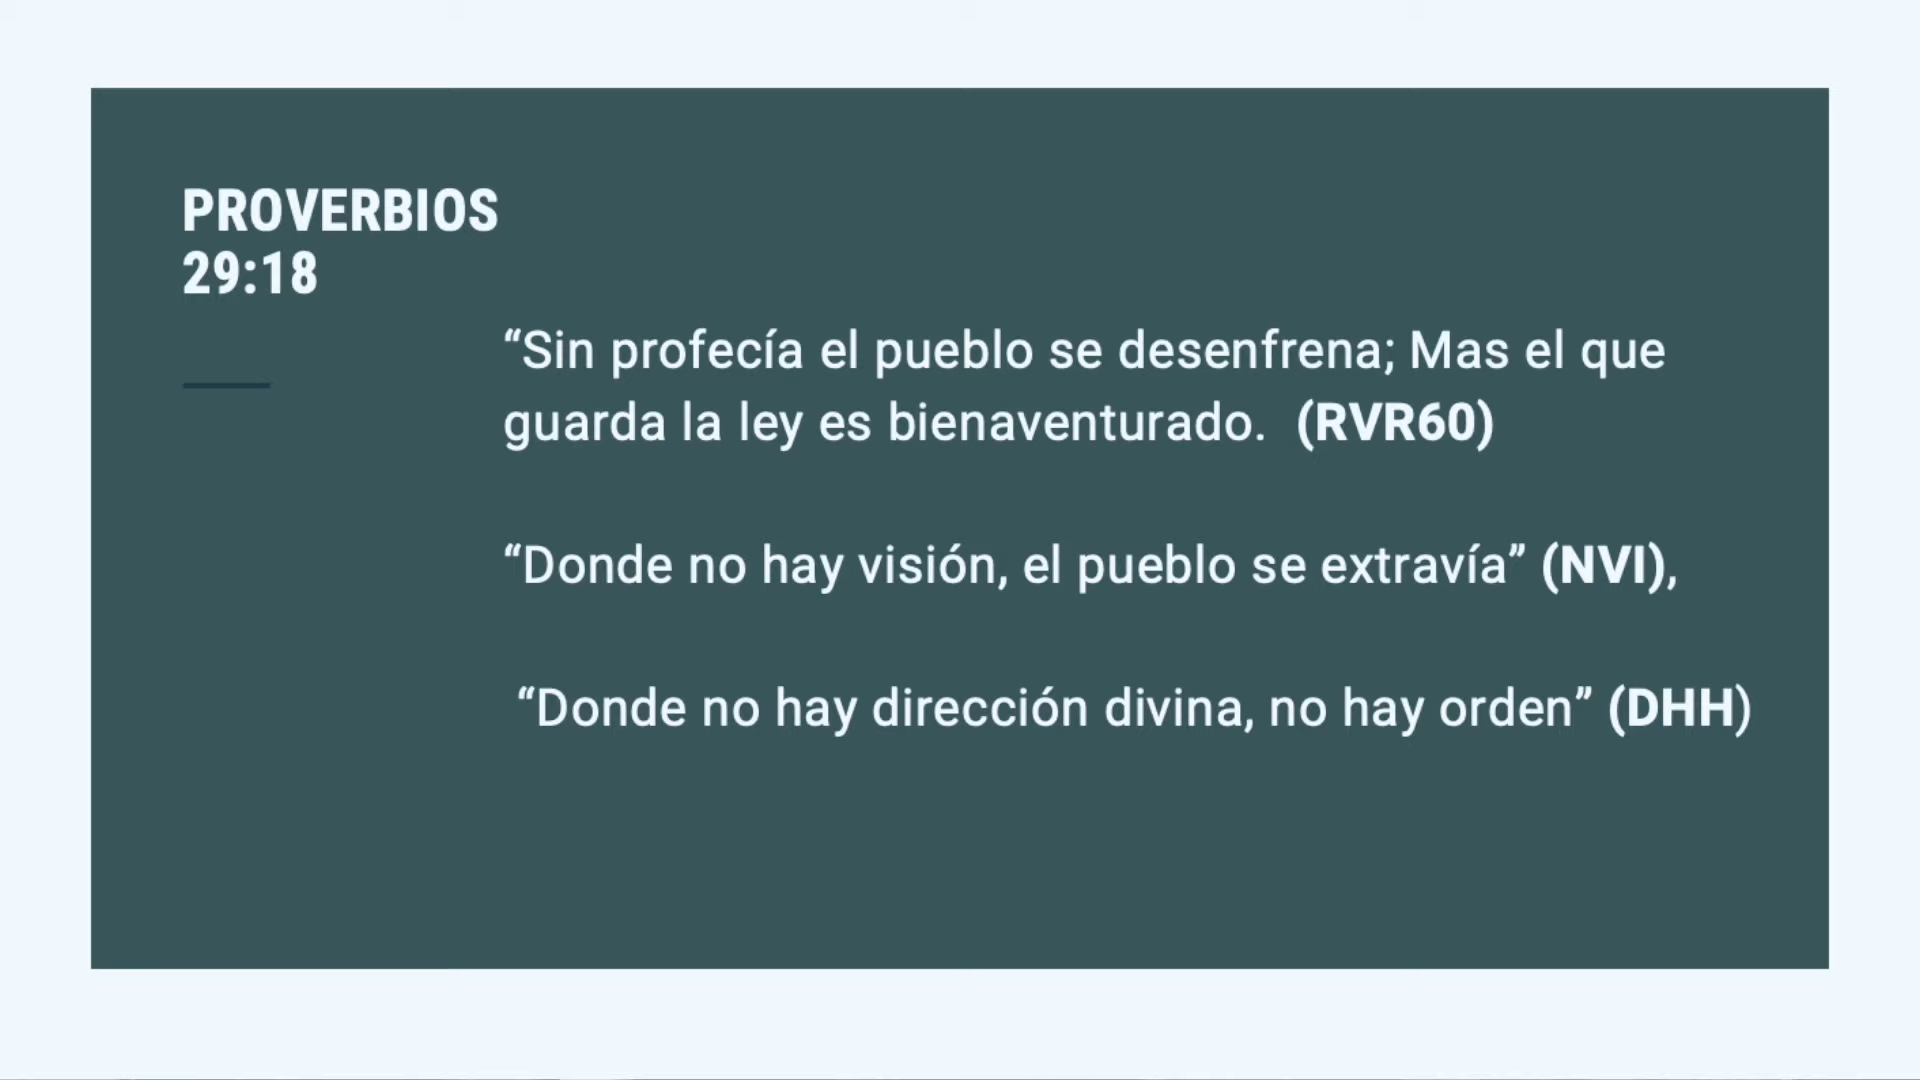 PROVERBIOS
29:18
“Sin profecía el pueblo se desenfrena; Mas el que
guarda la ley es bienaventurado.  (RVR60)
“Donde no hay visión, el pueblo se extravía” (NVI),
“Donde no hay dirección divina, no hay orden” (DHH)